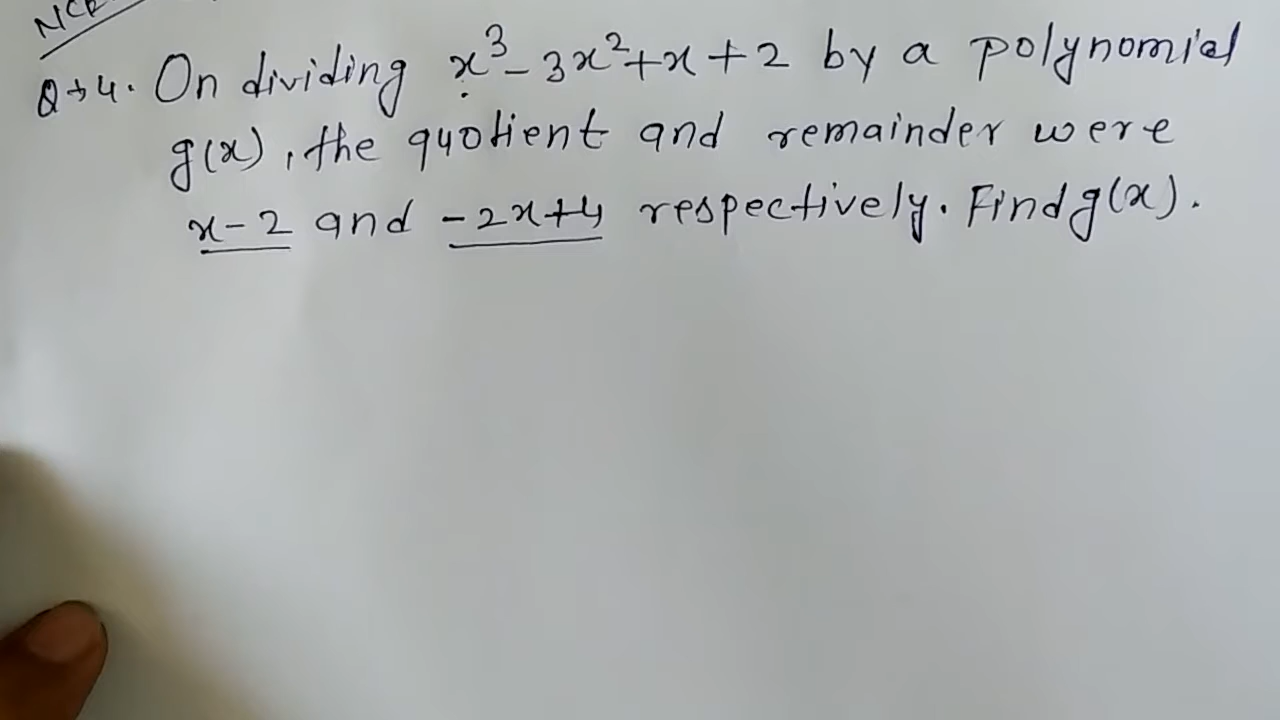 NCE
Q→4. On dividing x³-3x²+x+2 by a polynomial
g(x), the quotient and remainder were
x-2 and -2x+4 respectively. Find g(x).